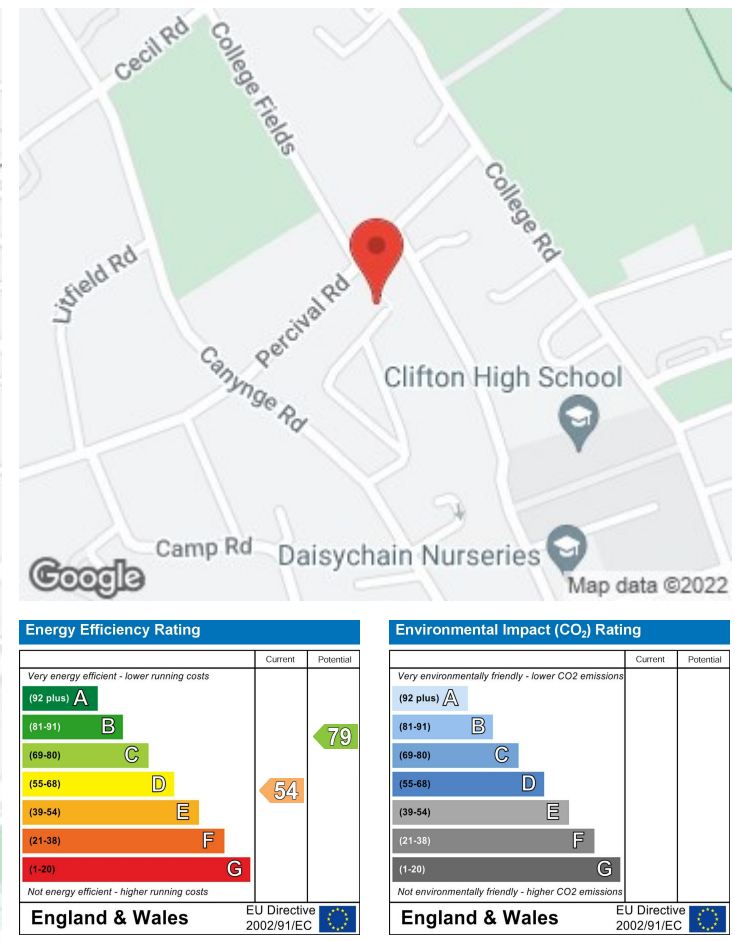 Cecil Rd
College Fields
College Rd
Litfield Rd
Percival Rd
Canynge Rd
Clifton High School
Camp Rd
Daisychain Nurseries
Google
Map data ©2022
Energy Efficiency Rating
Current Potential
Very energy efficient - lower running costs
(92 plus) A
(81-91) B
(69-80) C
79
(55-68) D
54
(39-54) E
(21-38) F
(1-20) G
Not energy efficient - higher running costs
England & Wales
EU Directive
2002/91/EC
Environmental Impact (CO₂) Rating
Current Potential
Very environmentally friendly - lower CO2 emissions
(92 plus) A
(81-91) B
(69-80) C
(55-68) D
(39-54) E
(21-38) F
(1-20) G
Not environmentally friendly - higher CO2 emissions
England & Wales
EU Directive
2002/91/EC